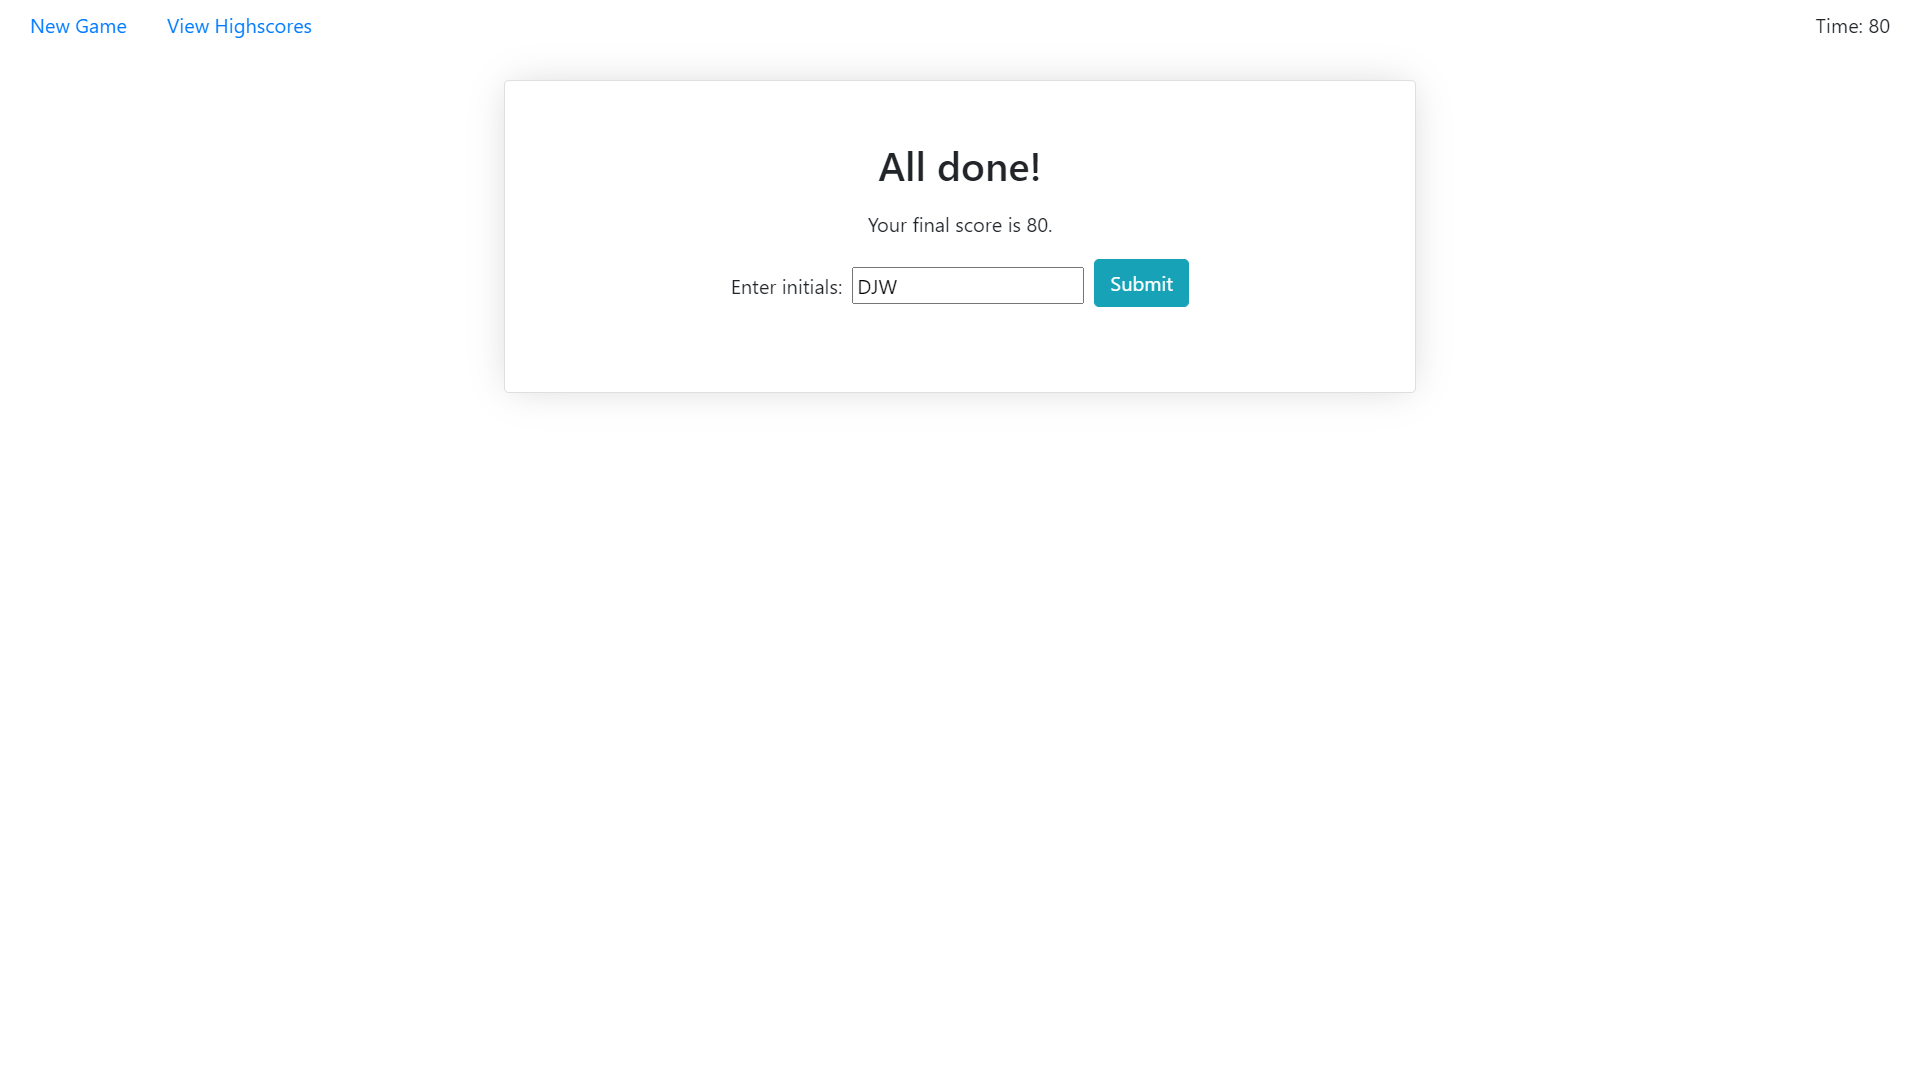 New Game View Highscores Time: 80
All done!
Your final score is 80.
Enter initials: DJW Submit